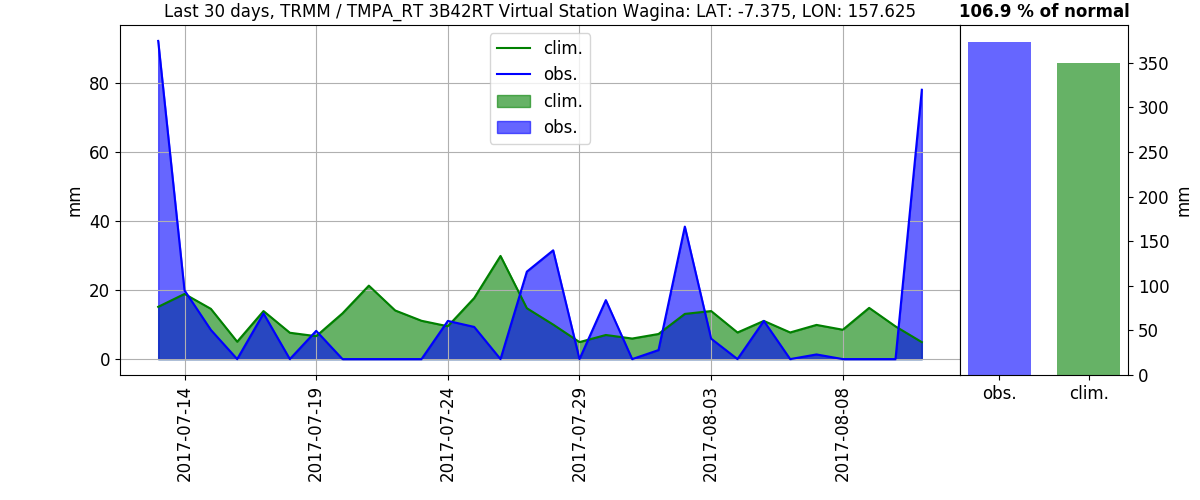 Last 30 days, TRMM / TMPA_RT 3B42RT Virtual Station Wagina: LAT: -7.375, LON: 157.625
106.9 % of normal
clim.
obs.
clim.
obs.
mm
80
60
40
20
0
2017-07-14
2017-07-19
2017-07-24
2017-07-29
2017-08-03
2017-08-08
350
300
250
200
150
100
50
0
mm
obs.
clim.